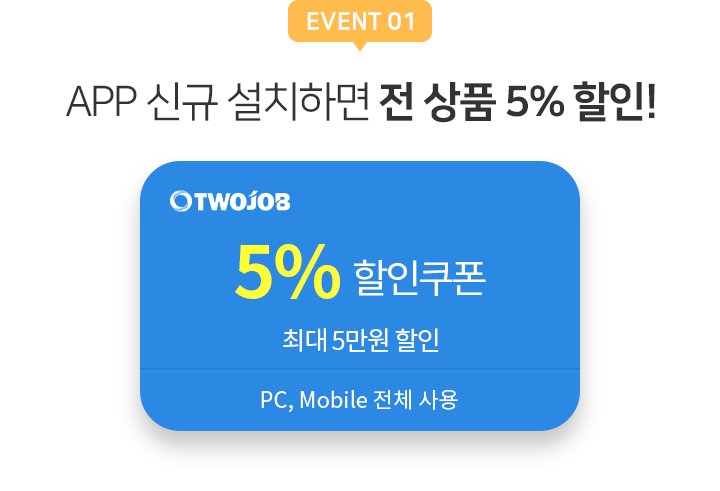 EVENT 01
APP 신규 설치하면 전 상품 5% 할인!
TWOJOB
5% 할인쿠폰
최대 5만원 할인
PC, Mobile 전체 사용